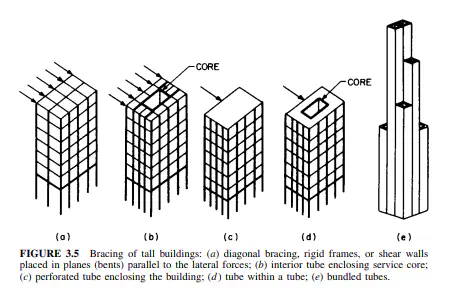 CORE
CORE
(a)
(b)
(c)
(d)
(e)
FIGURE 3.5 Bracing of tall buildings: (a) diagonal bracing, rigid frames, or shear walls
placed in planes (bents) parallel to the lateral forces; (b) interior tube enclosing service core;
(c) perforated tube enclosing the building; (d) tube within a tube; (e) bundled tubes.